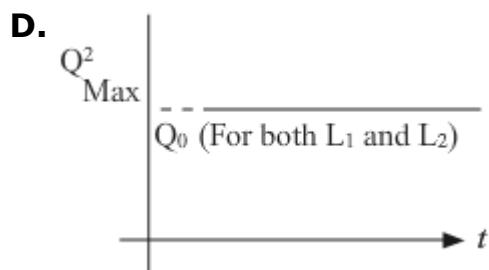 D.
Q²
Max
Q₀ (For both L₁ and L₂)
t